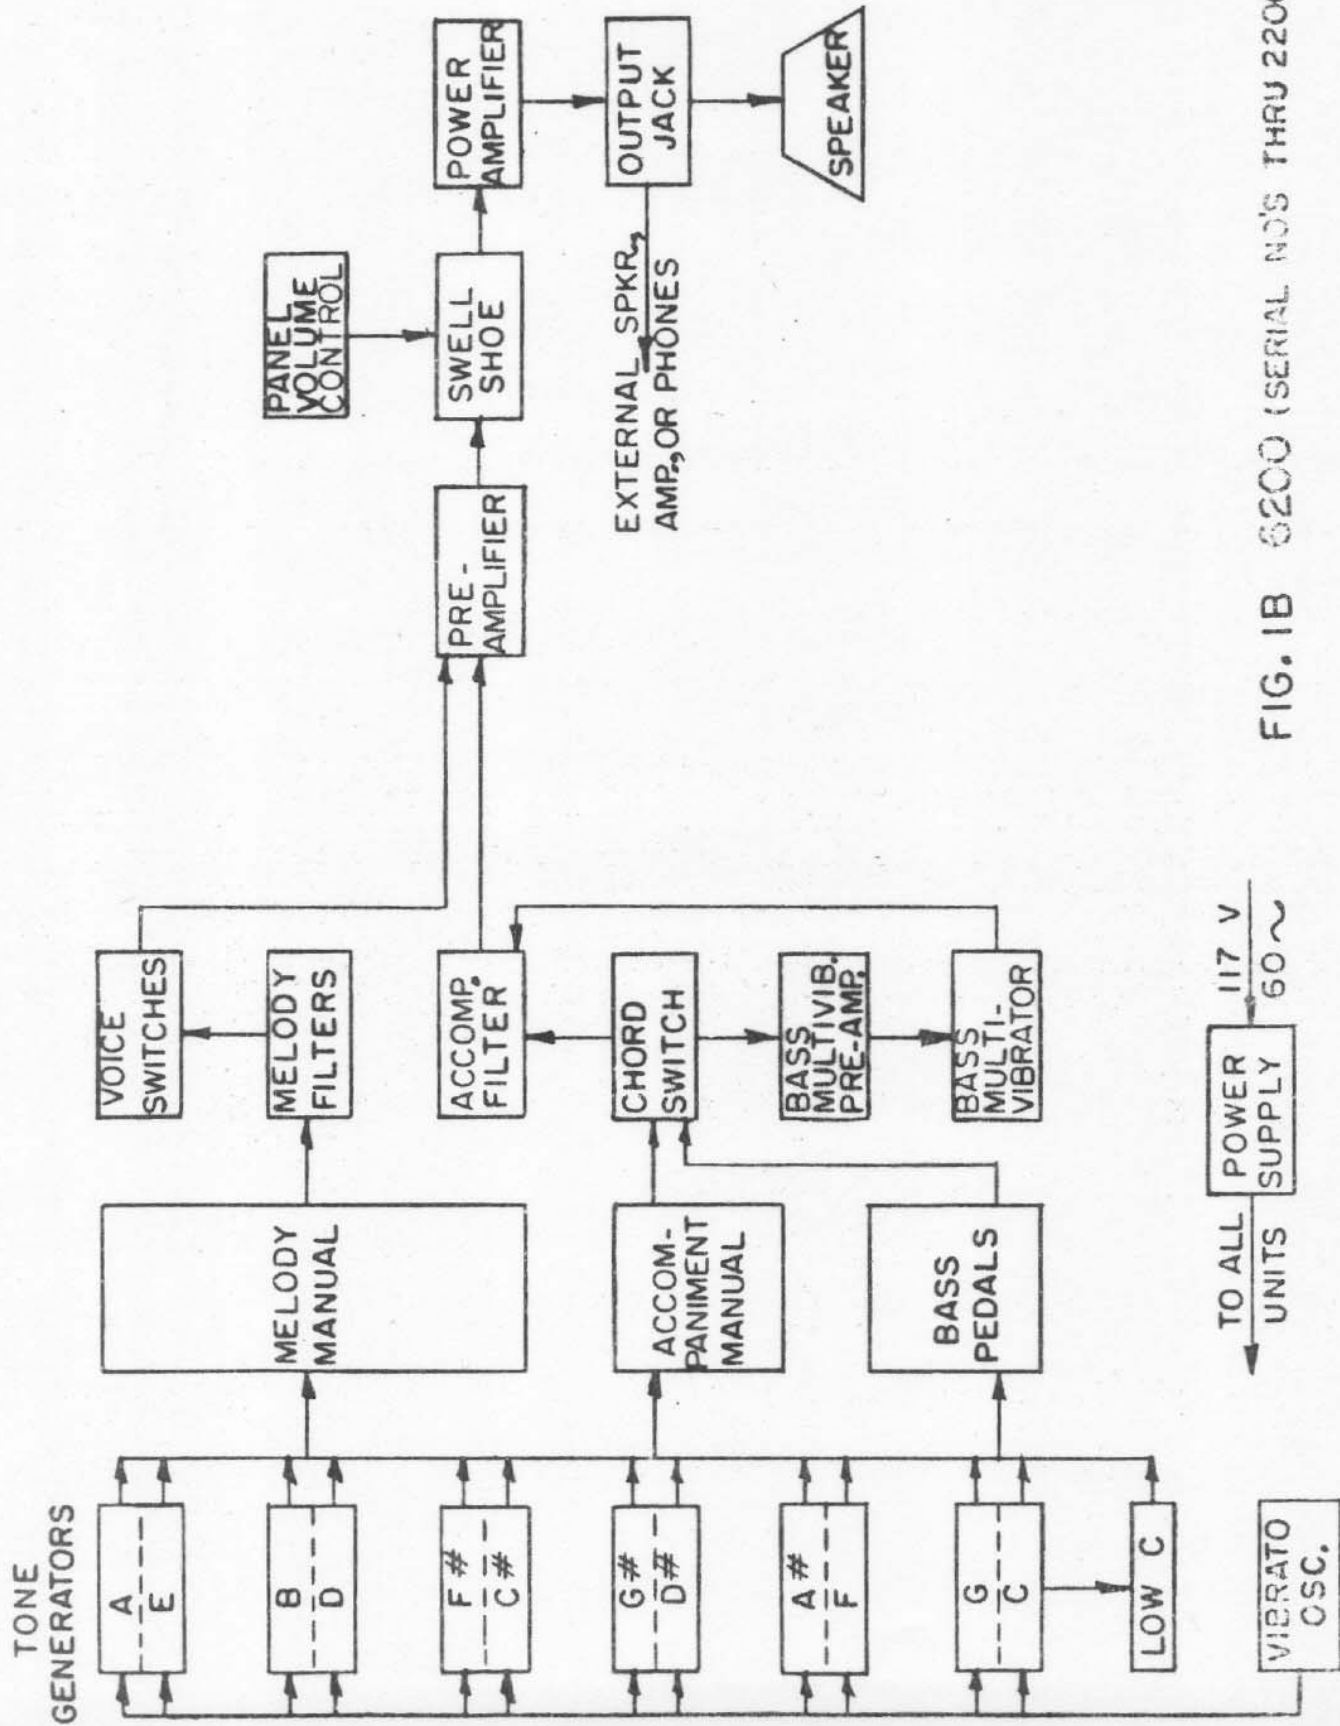 TONE
GENERATORS
A
E
B
D
F#
C#
G#
D#
A#
F
G
C
LOW C
VIBRATO
OSC.
MELODY
MANUAL
ACCOM-
PANIMENT
MANUAL
BASS
PEDALS
TO ALL
UNITS
POWER
SUPPLY
117 V
60~
VOICE
SWITCHES
MELODY
FILTERS
ACCOMP.
FILTER
CHORD
SWITCH
BASS
MULTIVIB.
PRE-AMP.
BASS
MULTI-
VIBRATOR
PRE-
AMPLIFIER
PANEL
VOLUME
CONTROL
SWELL
SHOE
POWER
AMPLIFIER
OUTPUT
JACK
EXTERNAL SPKR.,
AMP., OR PHONES
SPEAKER
FIG. 1B 6200 (SERIAL NO'S THRU